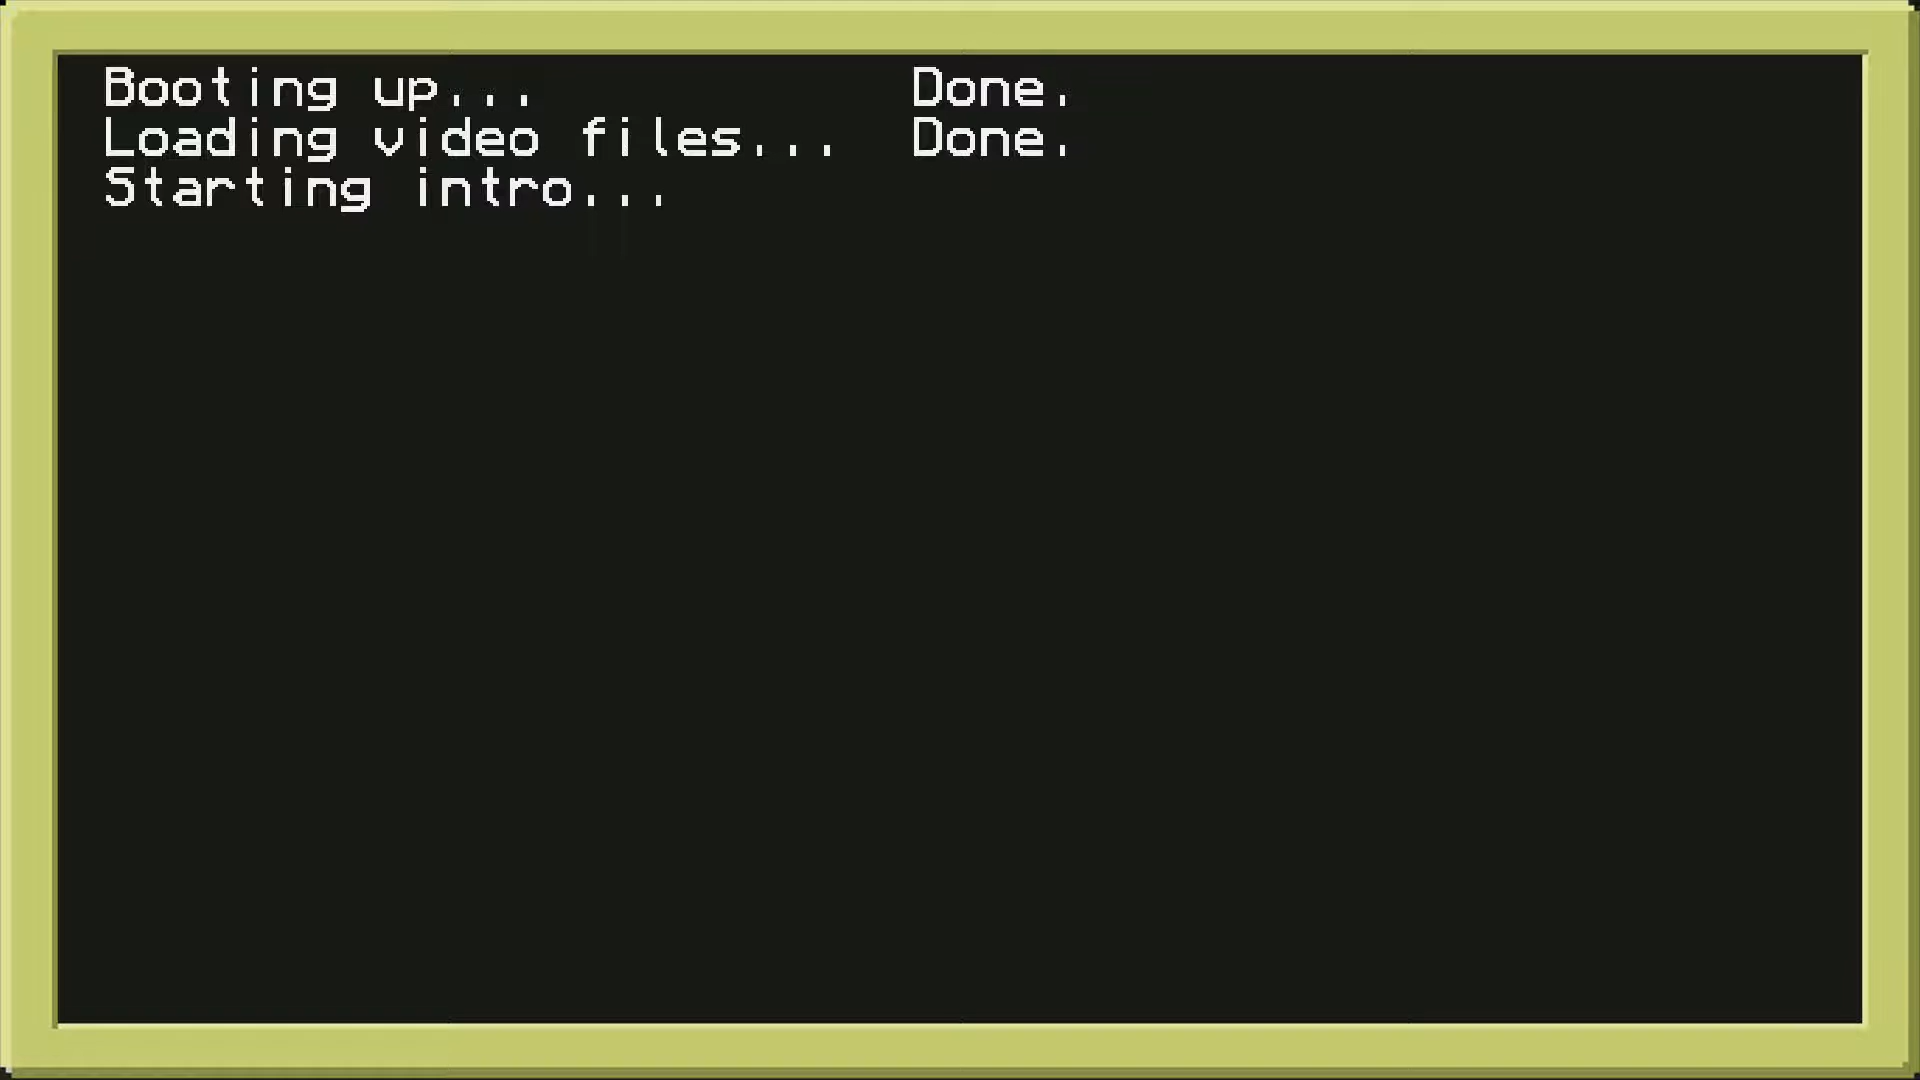 Booting up... Done.
Loading video files... Done.
Starting intro...